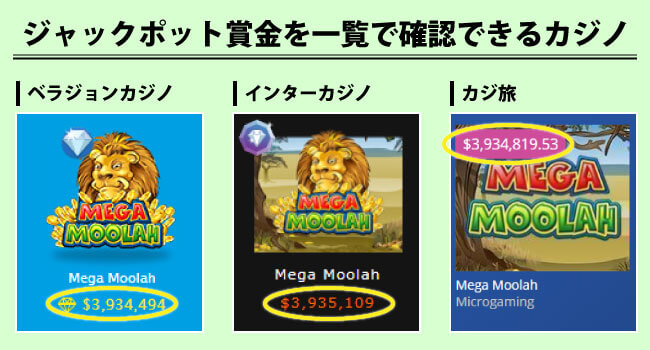 ジャックポット賞金を一覧で確認できるカジノ
ベラジョンカジノ
MEGA
MOOLAH
Mega Moolah
$3,934,494
インターカジノ
MEGA
MOOLAH
Mega Moolah
$3,935,109
カジ旅
$3,934,819.53
MEGA
MOOLAH
Mega Moolah
Microgaming